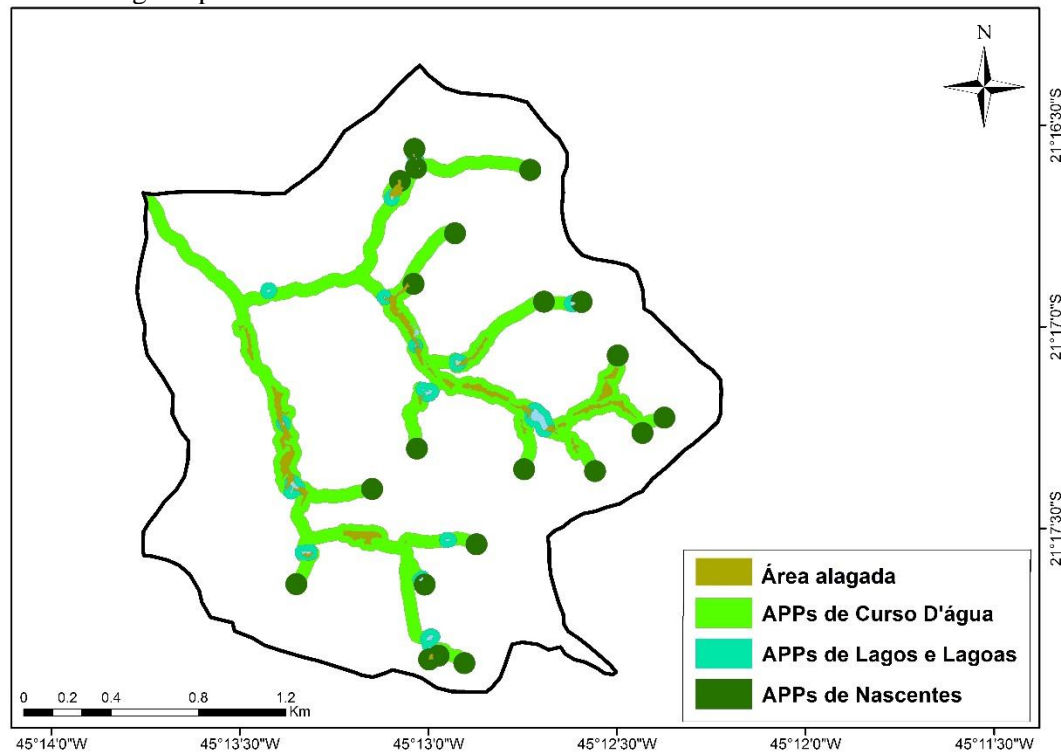 N
21°16'30"S
21°17'0"S
21°17'30"S
Área alagada
APPs de Curso D'água
APPs de Lagos e Lagoas
APPs de Nascentes
0 0.2 0.4 0.8 1.2
Km
45°14'0"W 45°13'30"W 45°13'0"W 45°12'30"W 45°12'0"W 45°11'30"W